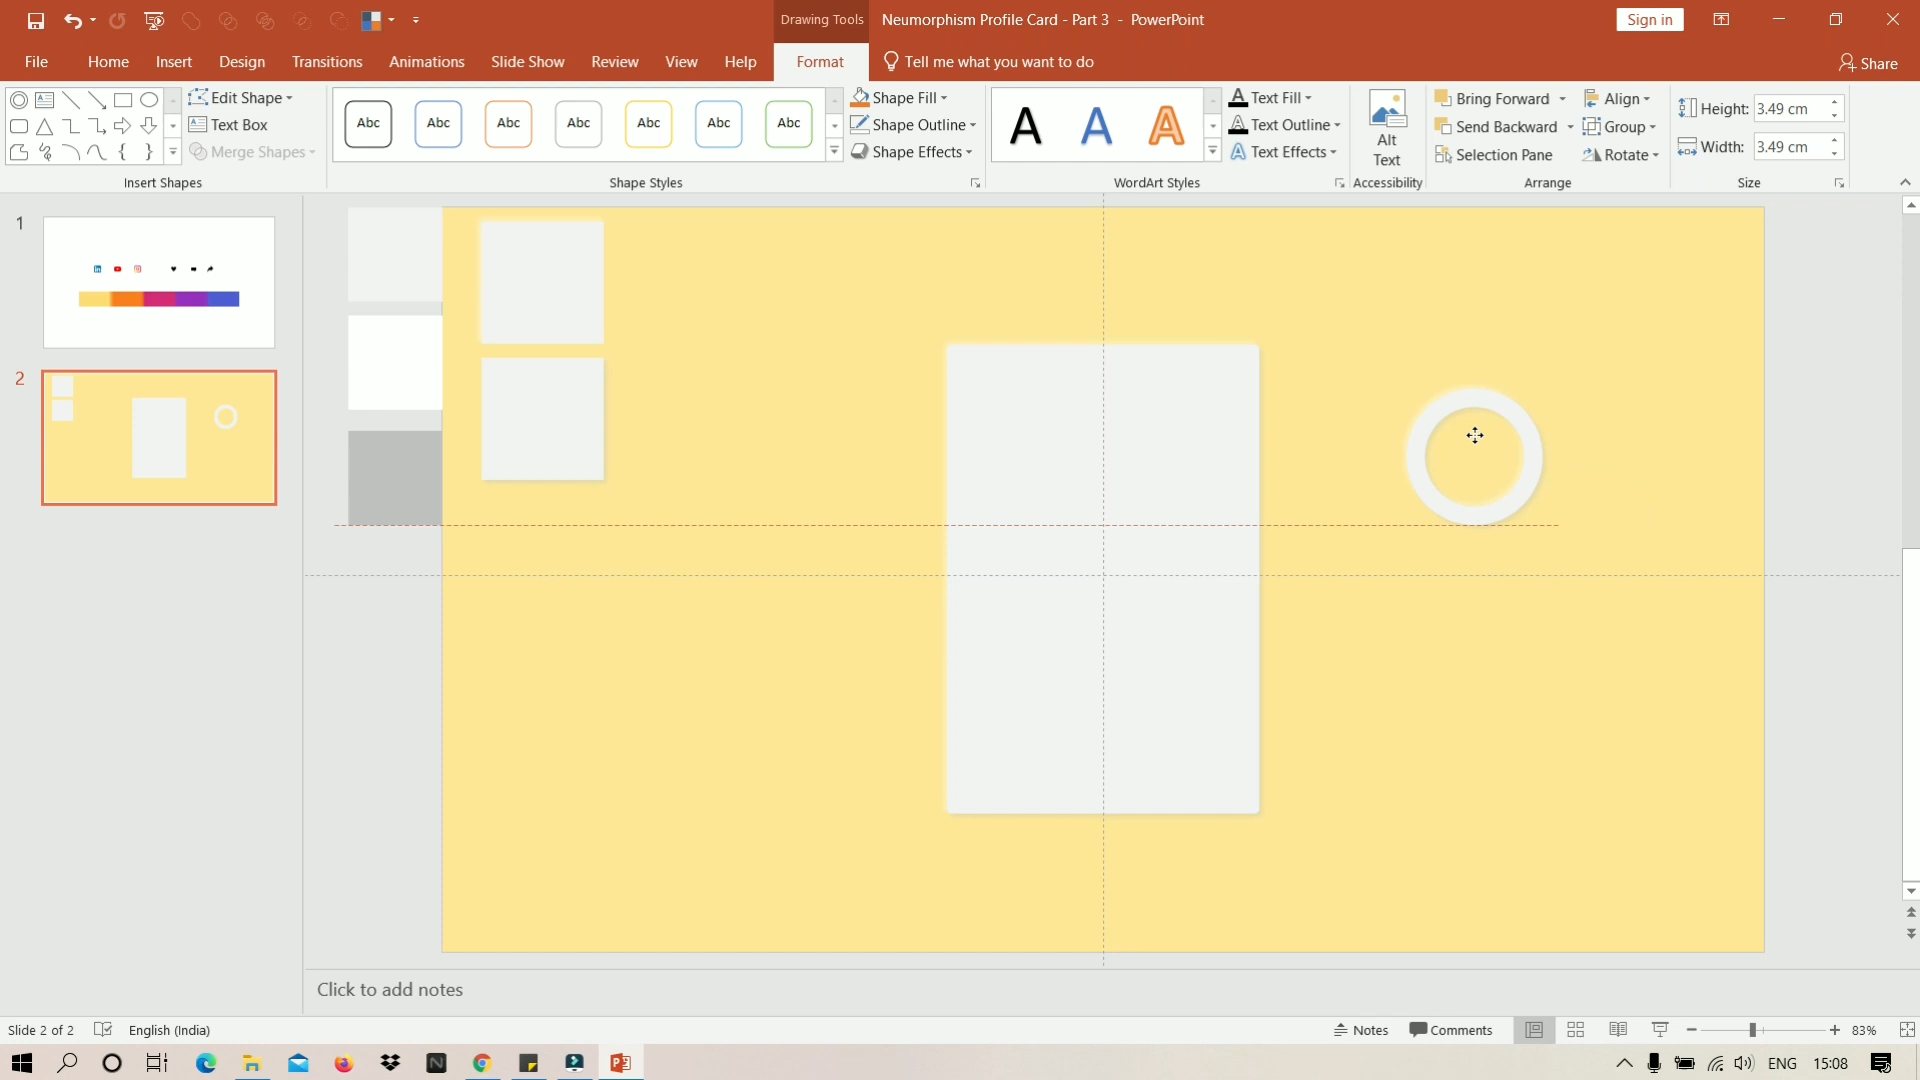 Drawing Tools
Neumorphism Profile Card - Part 3 - PowerPoint
Sign in
File
Home
Insert
Design
Transitions
Animations
Slide Show
Review
View
Help
Format
Tell me what you want to do
Share
Edit Shape
Text Box
Merge Shapes
Insert Shapes
Abc
Abc
Abc
Abc
Abc
Abc
Abc
Shape Fill
Shape Outline
Shape Effects
Shape Styles
A
A
A
Text Fill
Text Outline
Text Effects
WordArt Styles
Alt
Text
Accessibility
Bring Forward
Send Backward
Selection Pane
Align
Group
Rotate
Arrange
Height: 3.49 cm
Width: 3.49 cm
Size
1
2
Click to add notes
Slide 2 of 2
English (India)
Notes
Comments
83%
ENG
15:08